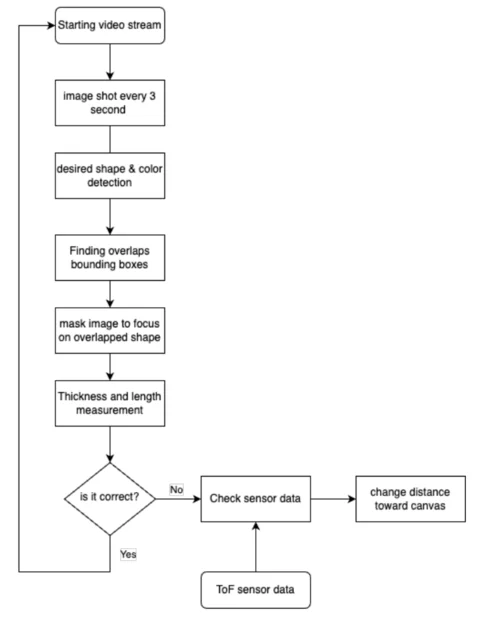 Starting video stream
image shot every 3
second
desired shape & color
detection
Finding overlaps
bounding boxes
mask image to focus
on overlapped shape
Thickness and length
measurement
is it correct?
No
Check sensor data
change distance
toward canvas
Yes
ToF sensor data